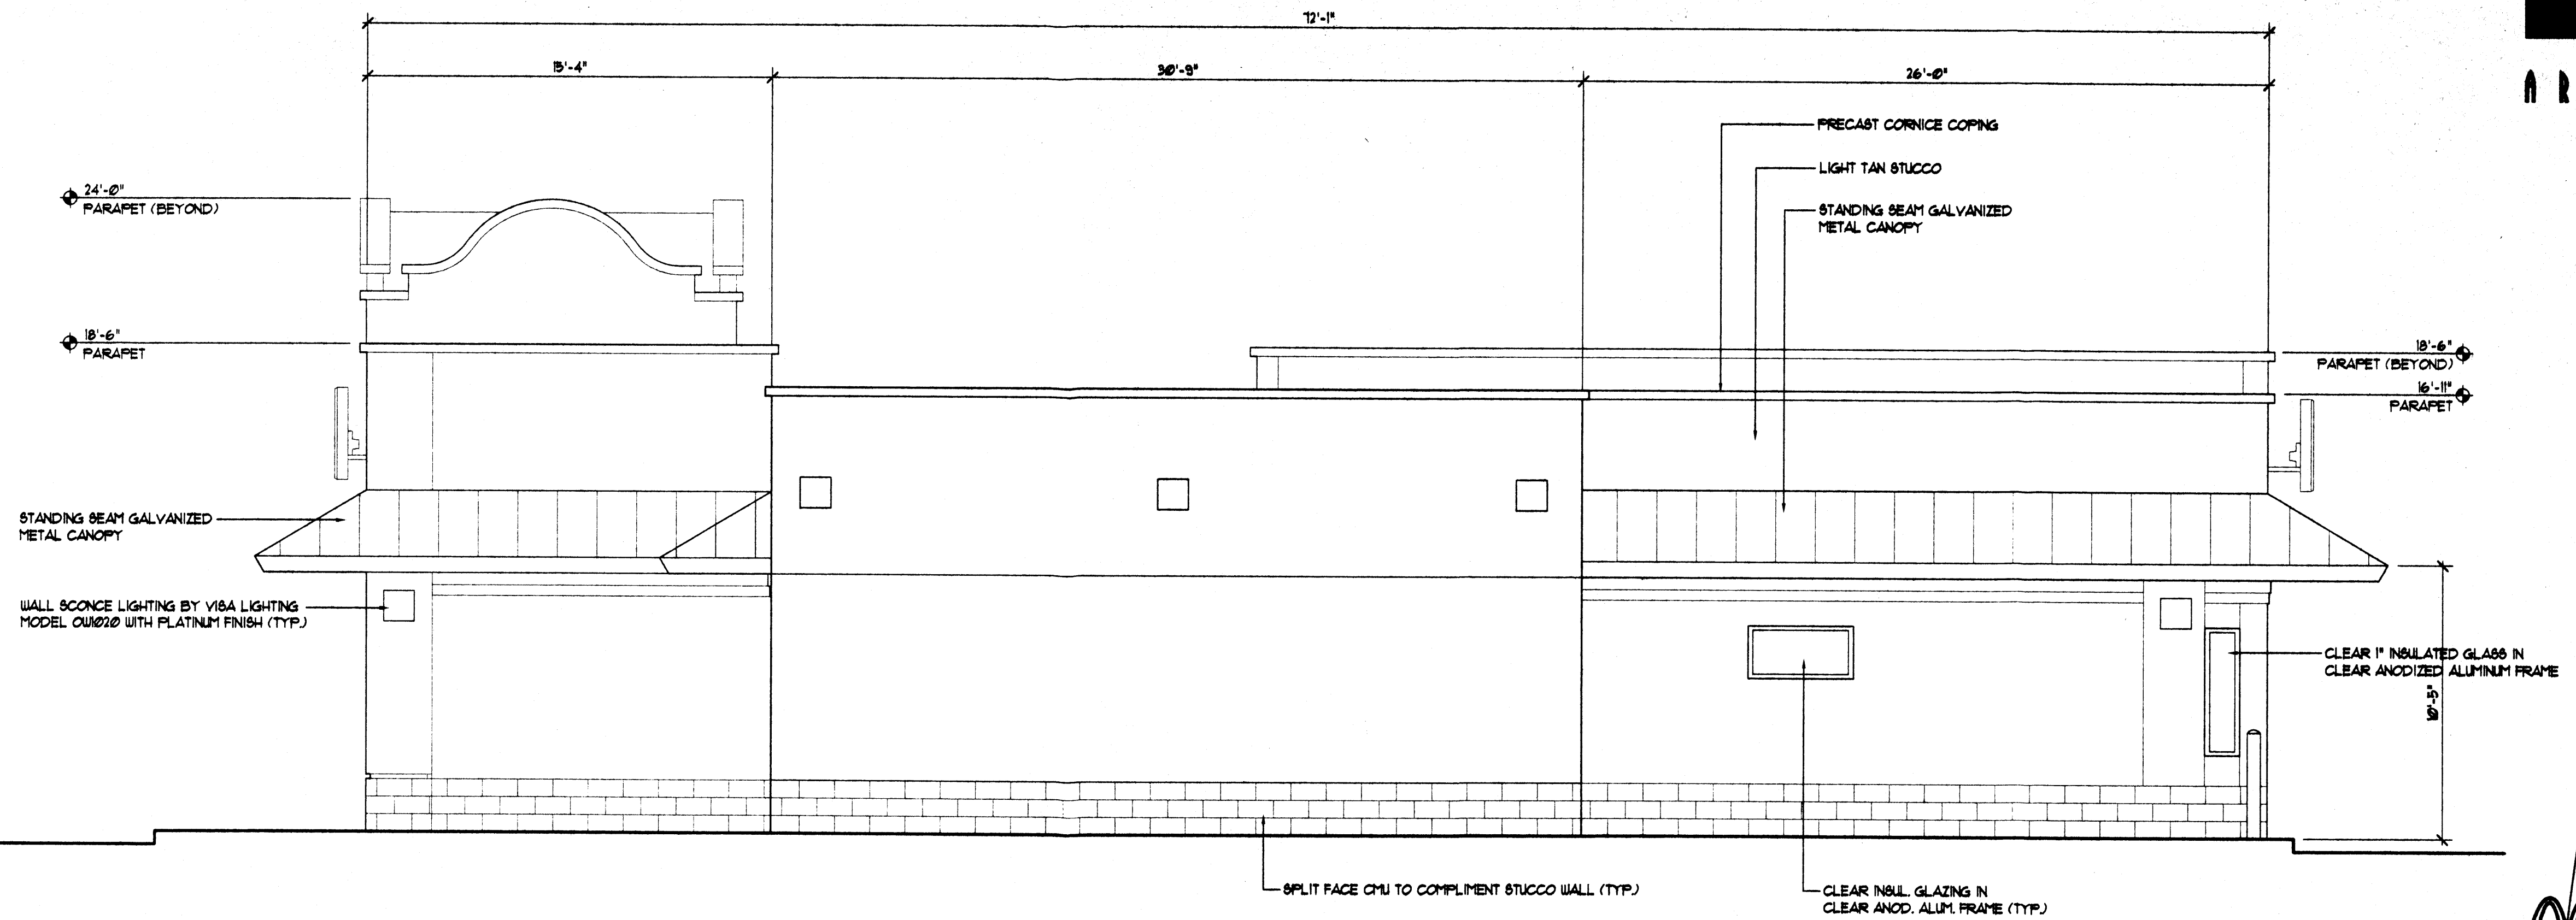 72'-1"
15'-4"
30'-9"
26'-0"
A R
PRECAST CORNICE COPING
LIGHT TAN STUCCO
STANDING SEAM GALVANIZED
METAL CANOPY
24'-0"
PARAPET (BEYOND)
18'-6"
PARAPET
18'-6"
PARAPET (BEYOND)
16'-11"
PARAPET
STANDING SEAM GALVANIZED
METAL CANOPY
WALL SCONCE LIGHTING BY VISA LIGHTING
MODEL OW1020 WITH PLATINUM FINISH (TYP.)
CLEAR 1" INSULATED GLASS IN
CLEAR ANODIZED ALUMINUM FRAME
10'-5"
SPLIT FACE CMU TO COMPLIMENT STUCCO WALL (TYP.)
CLEAR INSUL. GLAZING IN
CLEAR ANOD. ALUM. FRAME (TYP.)